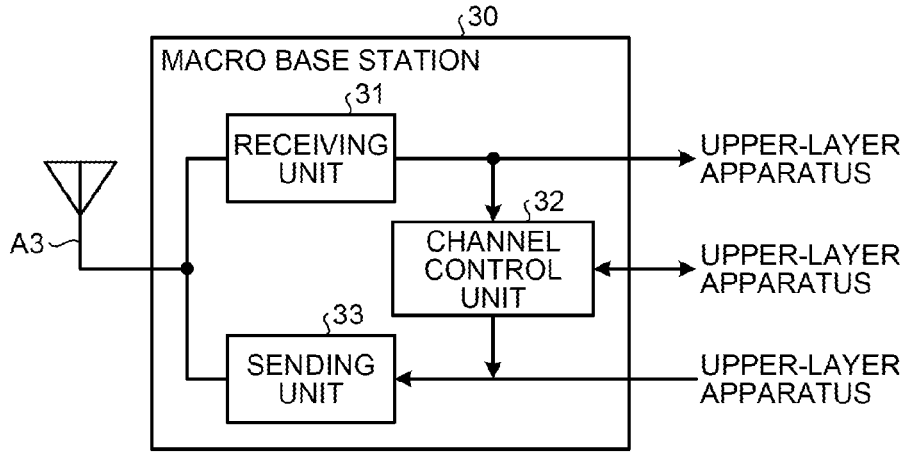 30
MACRO BASE STATION
31
RECEIVING
UNIT
UPPER-LAYER
APPARATUS
32
CHANNEL
CONTROL
UNIT
A3
UPPER-LAYER
APPARATUS
33
SENDING
UNIT
UPPER-LAYER
APPARATUS